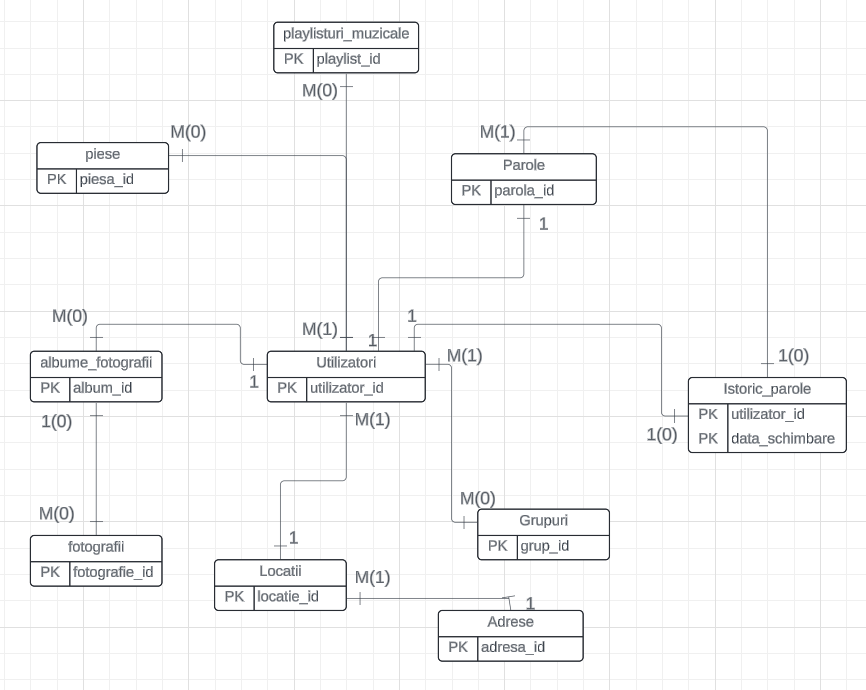 playlisturi_muzicale
PK playlist_id
M(0)
M(0)
piese
PK piesa_id
M(1)
Parole
PK parola_id
1
M(0)
M(1)
1
1
M(1)
1(0)
albume_fotografii
PK album_id
1
Utilizatori
PK utilizator_id
Istoric_parole
PK utilizator_id
PK data_schimbare
1(0)
1(0)
M(1)
M(0)
M(0)
Grupuri
PK grup_id
1
fotografii
PK fotografie_id
Locatii
PK locatie_id
M(1)
1
Adrese
PK adresa_id